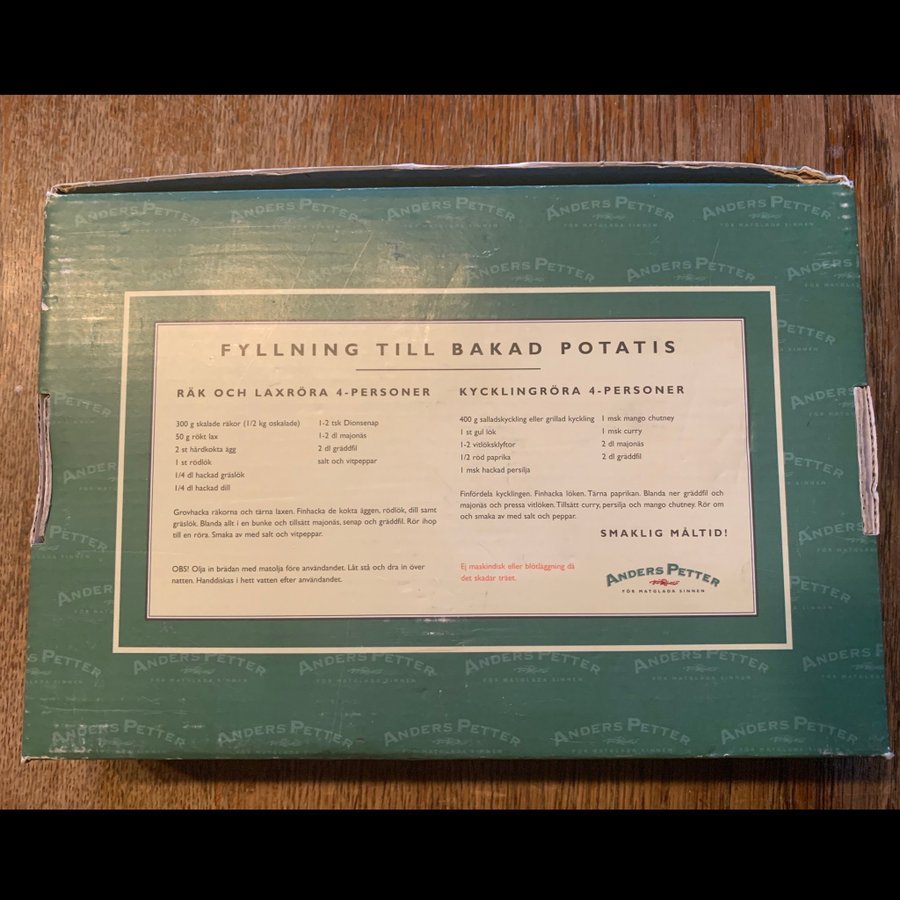 FYLLNING TILL BAKAD POTATIS
RÄK OCH LAXRÖRA 4-PERSONER
300 g skalade räkor (1/2 kg oskalade)
50 g rökt lax
2 st hårdkokta ägg
1 st rödlök
1/4 dl hackad gräslök
1/4 dl hackad dill
1-2 tsk Dionsenap
1-2 dl majonäs
2 dl gräddfil
salt och vitpeppar
Grovhacka räkorna och tärna laxen. Finhacka de kokta äggen, rödlök, dill samt
gräslök. Blanda allt i en bunke och tillsätt majonäs, senap och gräddfil. Rör ihop
till en röra. Smaka av med salt och vitpeppar.
OBS! Olja in brädan med matolja före användandet. Låt stå och dra in över
natten. Handdiskas i hett vatten efter användandet.
KYCKLINGRÖRA 4-PERSONER
400 g salladskyckling eller grillad kyckling
1 st gul lök
1-2 vitlöksklyftor
1/2 röd paprika
1 msk hackad persilja
1 msk mango chutney
1 msk curry
2 dl majonäs
2 dl gräddfil
Finfördela kycklingen. Finhacka löken. Tärna paprikan. Blanda ner gräddfil och
majonäs och pressa vitlöken. Tillsätt curry, persilja och mango chutney. Rör om
och smaka av med salt och peppar.
SMAKLIG MÅLTID!
Ej maskindisk eller blötläggning då
det skadar träet.
ANDERS PETTER
FÖR MATGLADA SINNEN